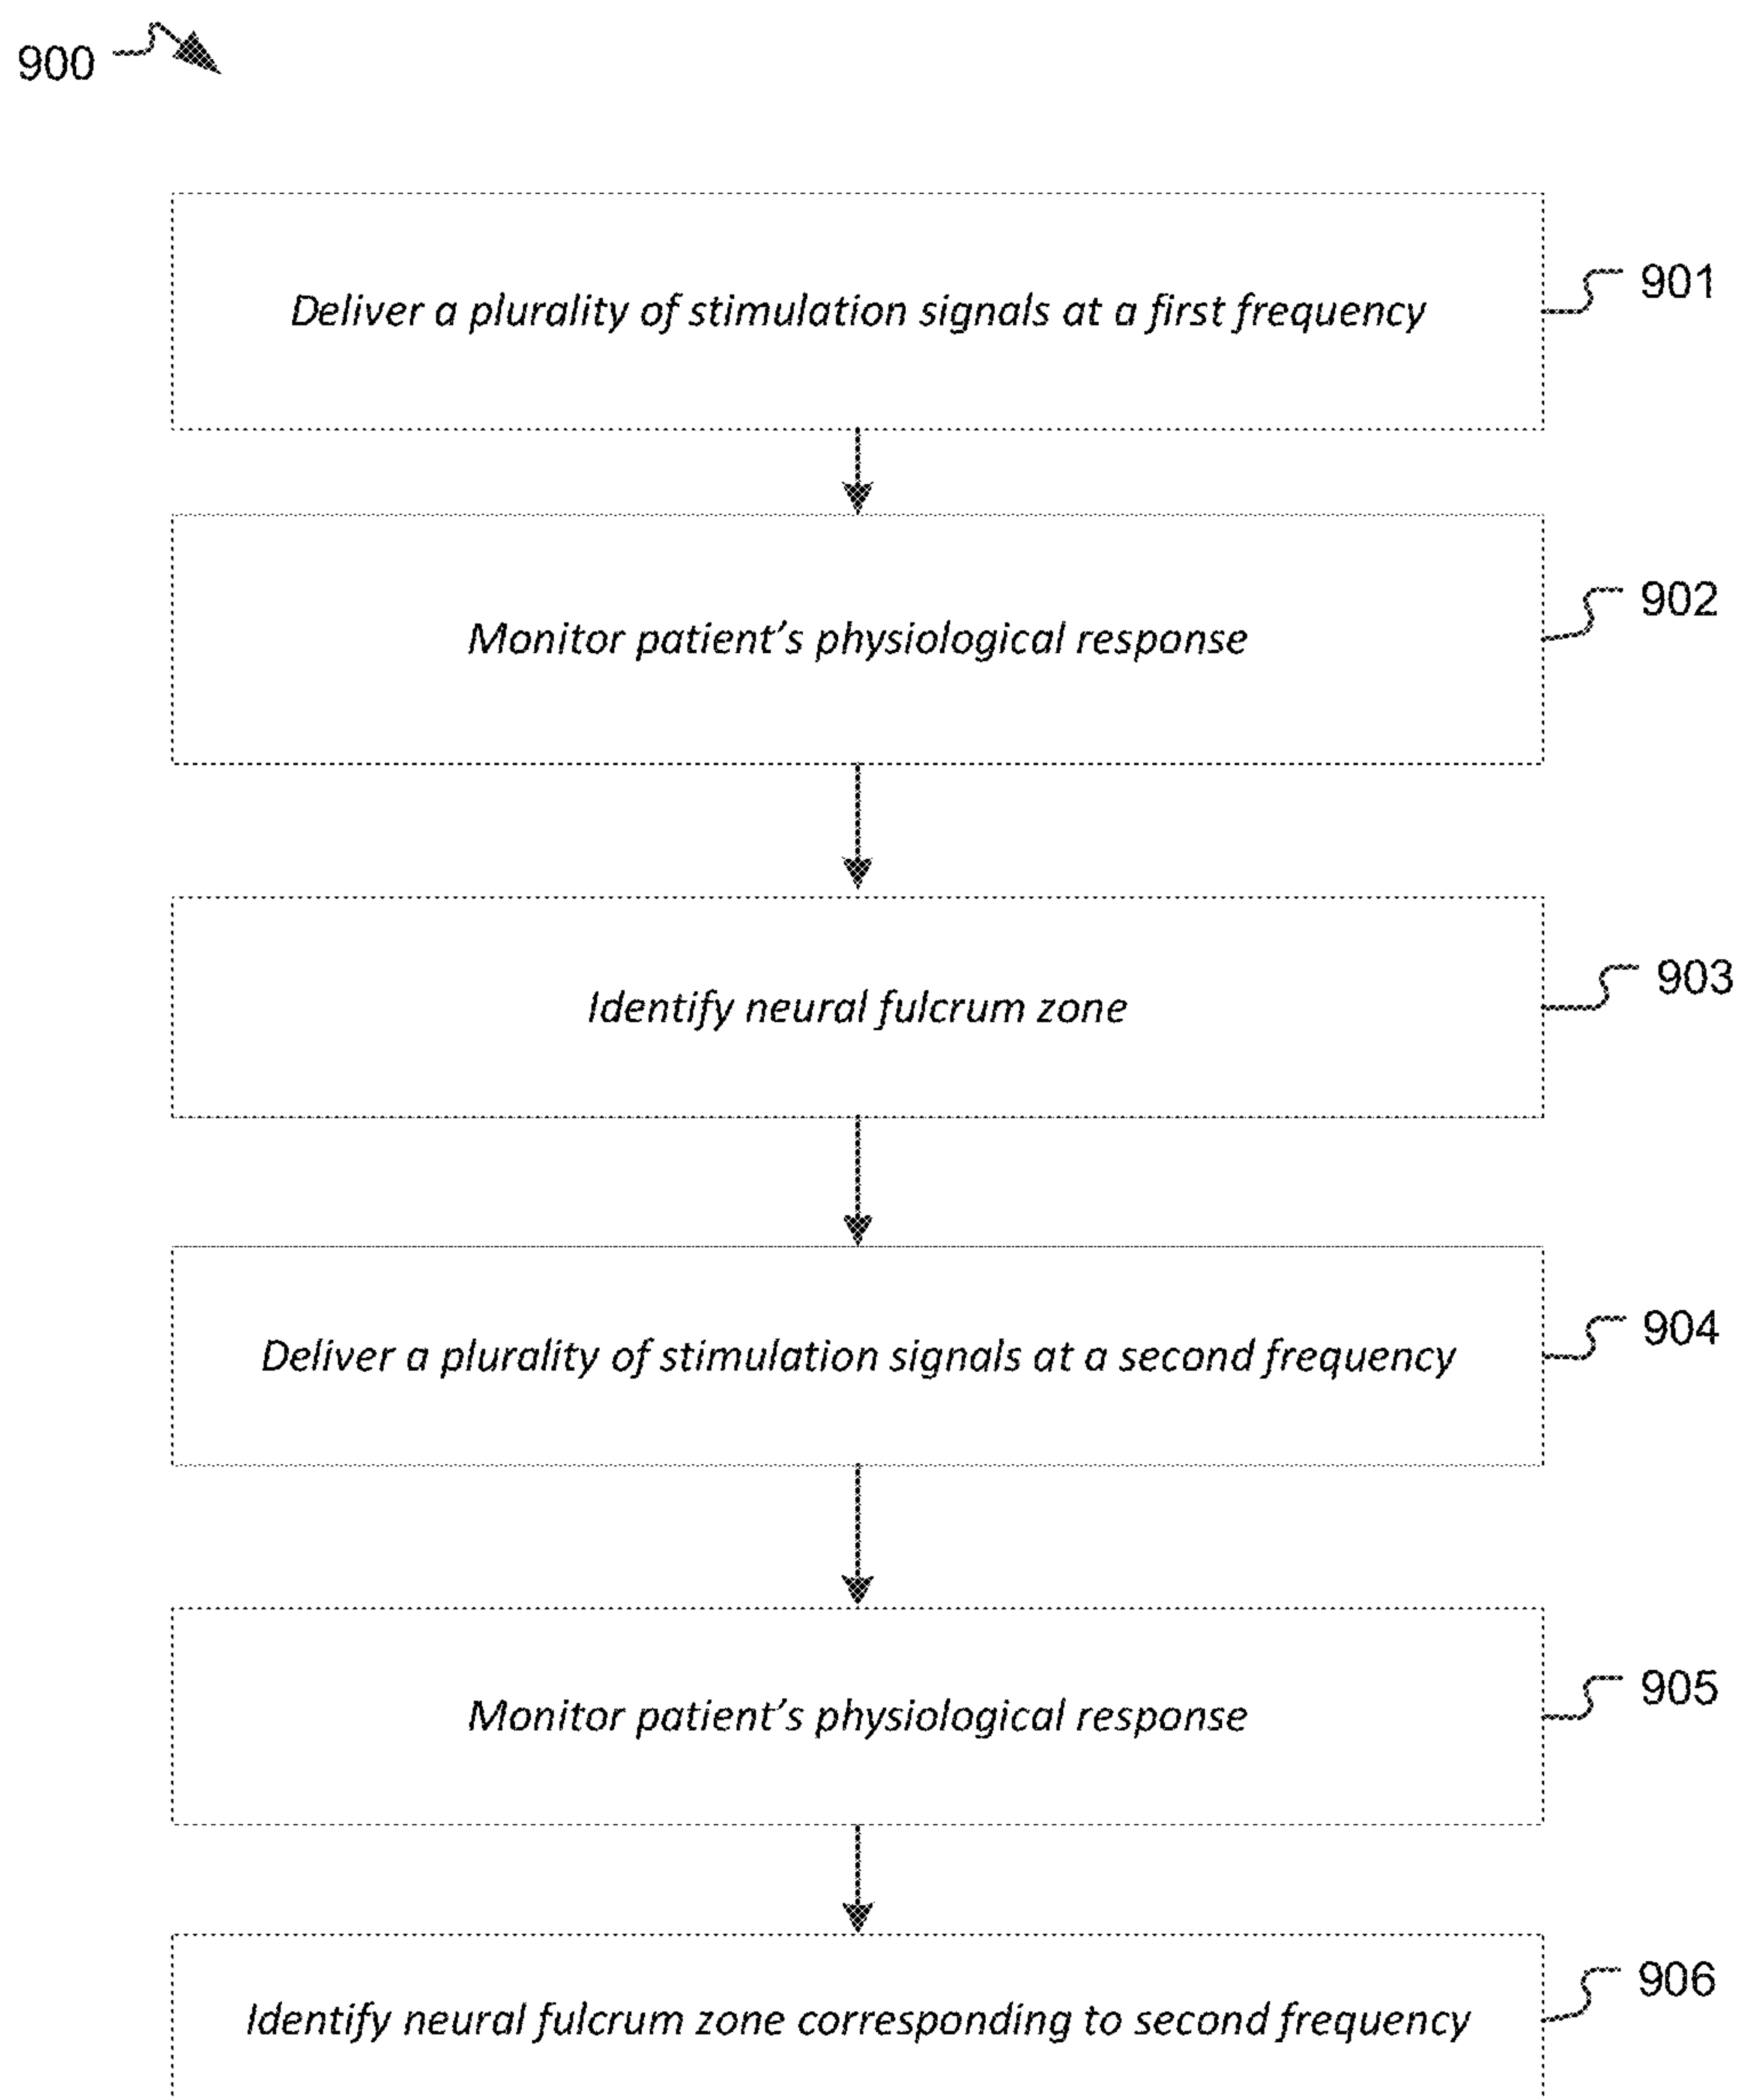 900
Deliver a plurality of stimulation signals at a first frequency
901
Monitor patient's physiological response
902
Identify neural fulcrum zone
903
Deliver a plurality of stimulation signals at a second frequency
904
Monitor patient's physiological response
905
Identify neural fulcrum zone corresponding to second frequency
906